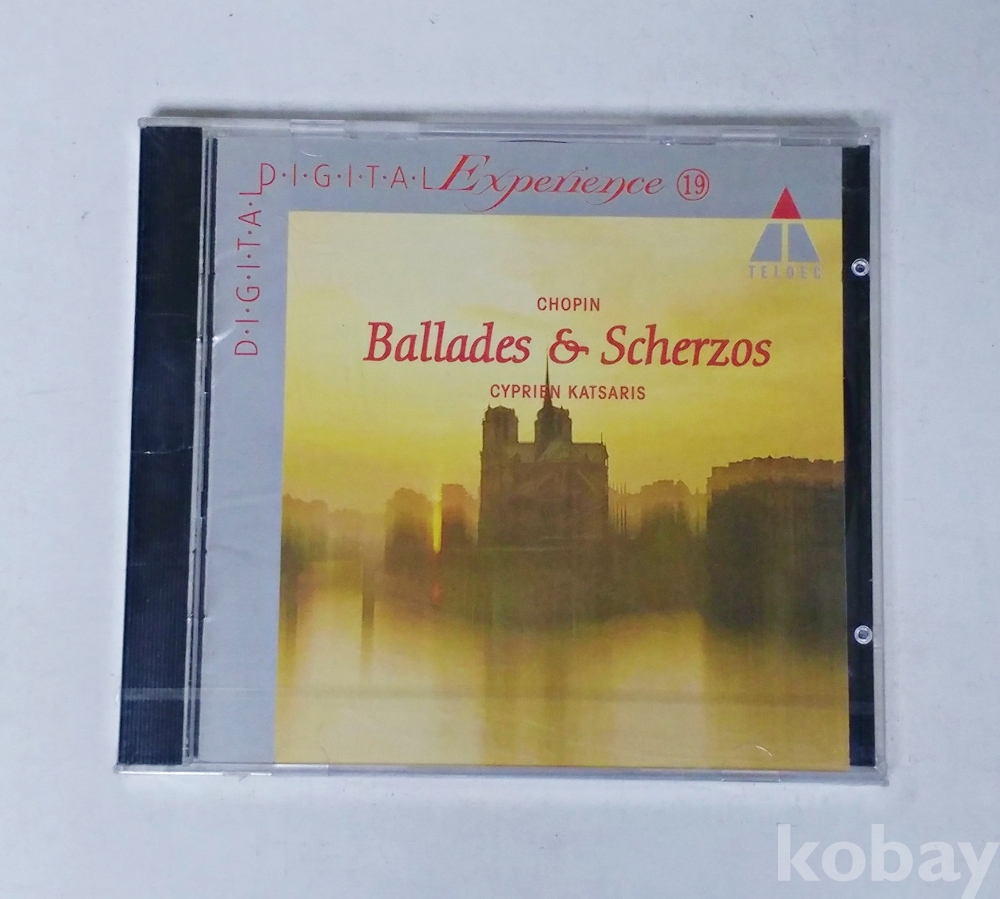 D·I·G·I·T·A·L Experience 19
D·I·G·I·T·A·L
TELDEC
CHOPIN
Ballades & Scherzos
CYPRIEN KATSARIS
kobay